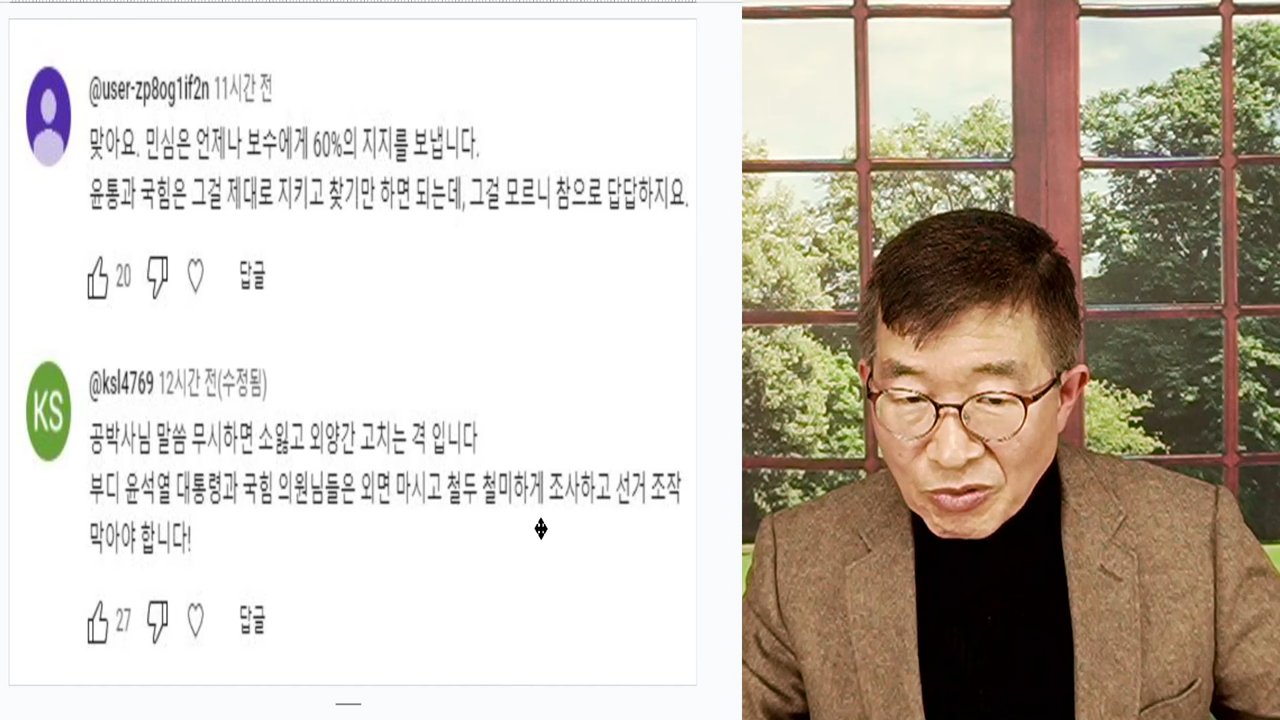 @user-zp8og1if2n 11시간 전
맞아요. 민심은 언제나 보수에게 60%의 지지를 보냅니다.
윤통과 국힘은 그걸 제대로 지키고 찾기만 하면 되는데, 그걸 모르니 참으로 답답하지요.
20 답글
KS
@ksl4769 12시간 전(수정됨)
공박사님 말씀 무시하면 소잃고 외양간 고치는 격 입니다
부디 윤석열 대통령과 국힘 의원님들은 외면 마시고 철두 철미하게 조사하고 선거 조작
막아야 합니다!
27 답글